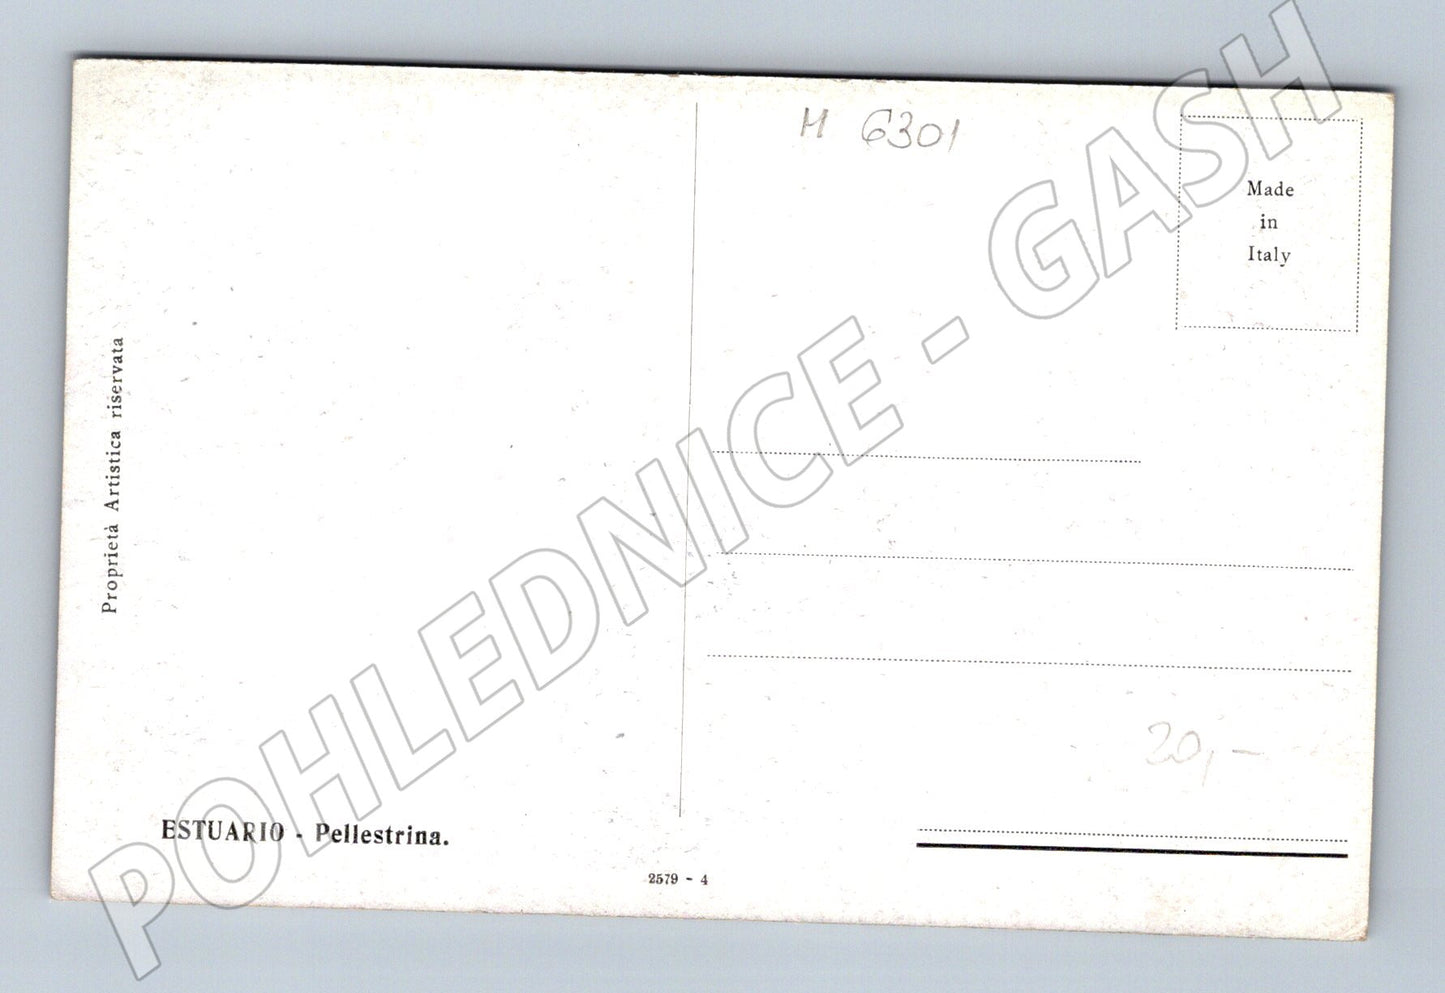 M 6301
Made
in
Italy
Proprietà Artistica riservata
POHLEDNICE - GASH
20,-
ESTUARIO - Pellestrina.
2579 - 4